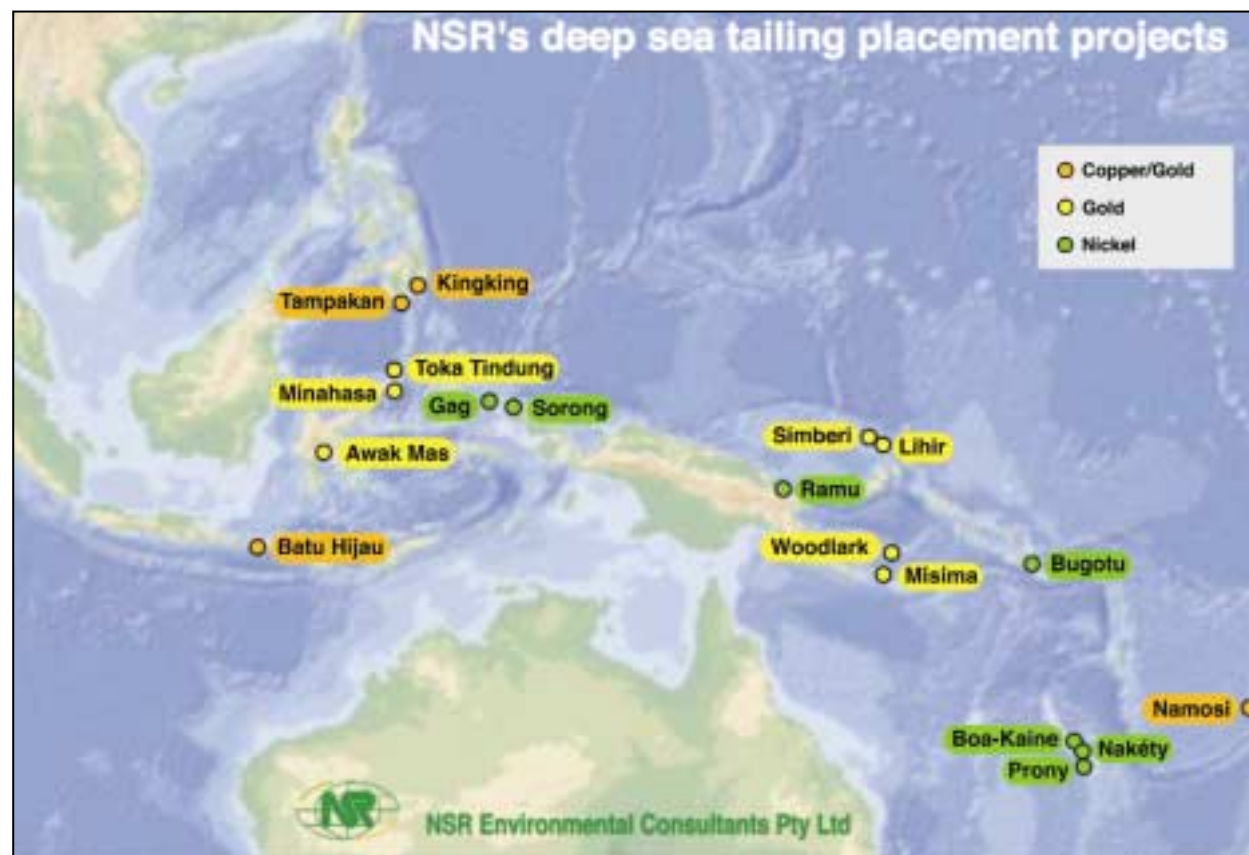 NSR's deep sea tailing placement projects
Copper/Gold
Gold
Nickel
Kingking
Tampakan
Toka Tindung
Minahasa
Gag
Sorong
Awak Mas
Simberi
Lihir
Ramu
Batu Hijau
Woodlark
Misima
Bugotu
Namosi
Boa-Kaine
Nakéty
Prony
NSR
NSR Environmental Consultants Pty Ltd